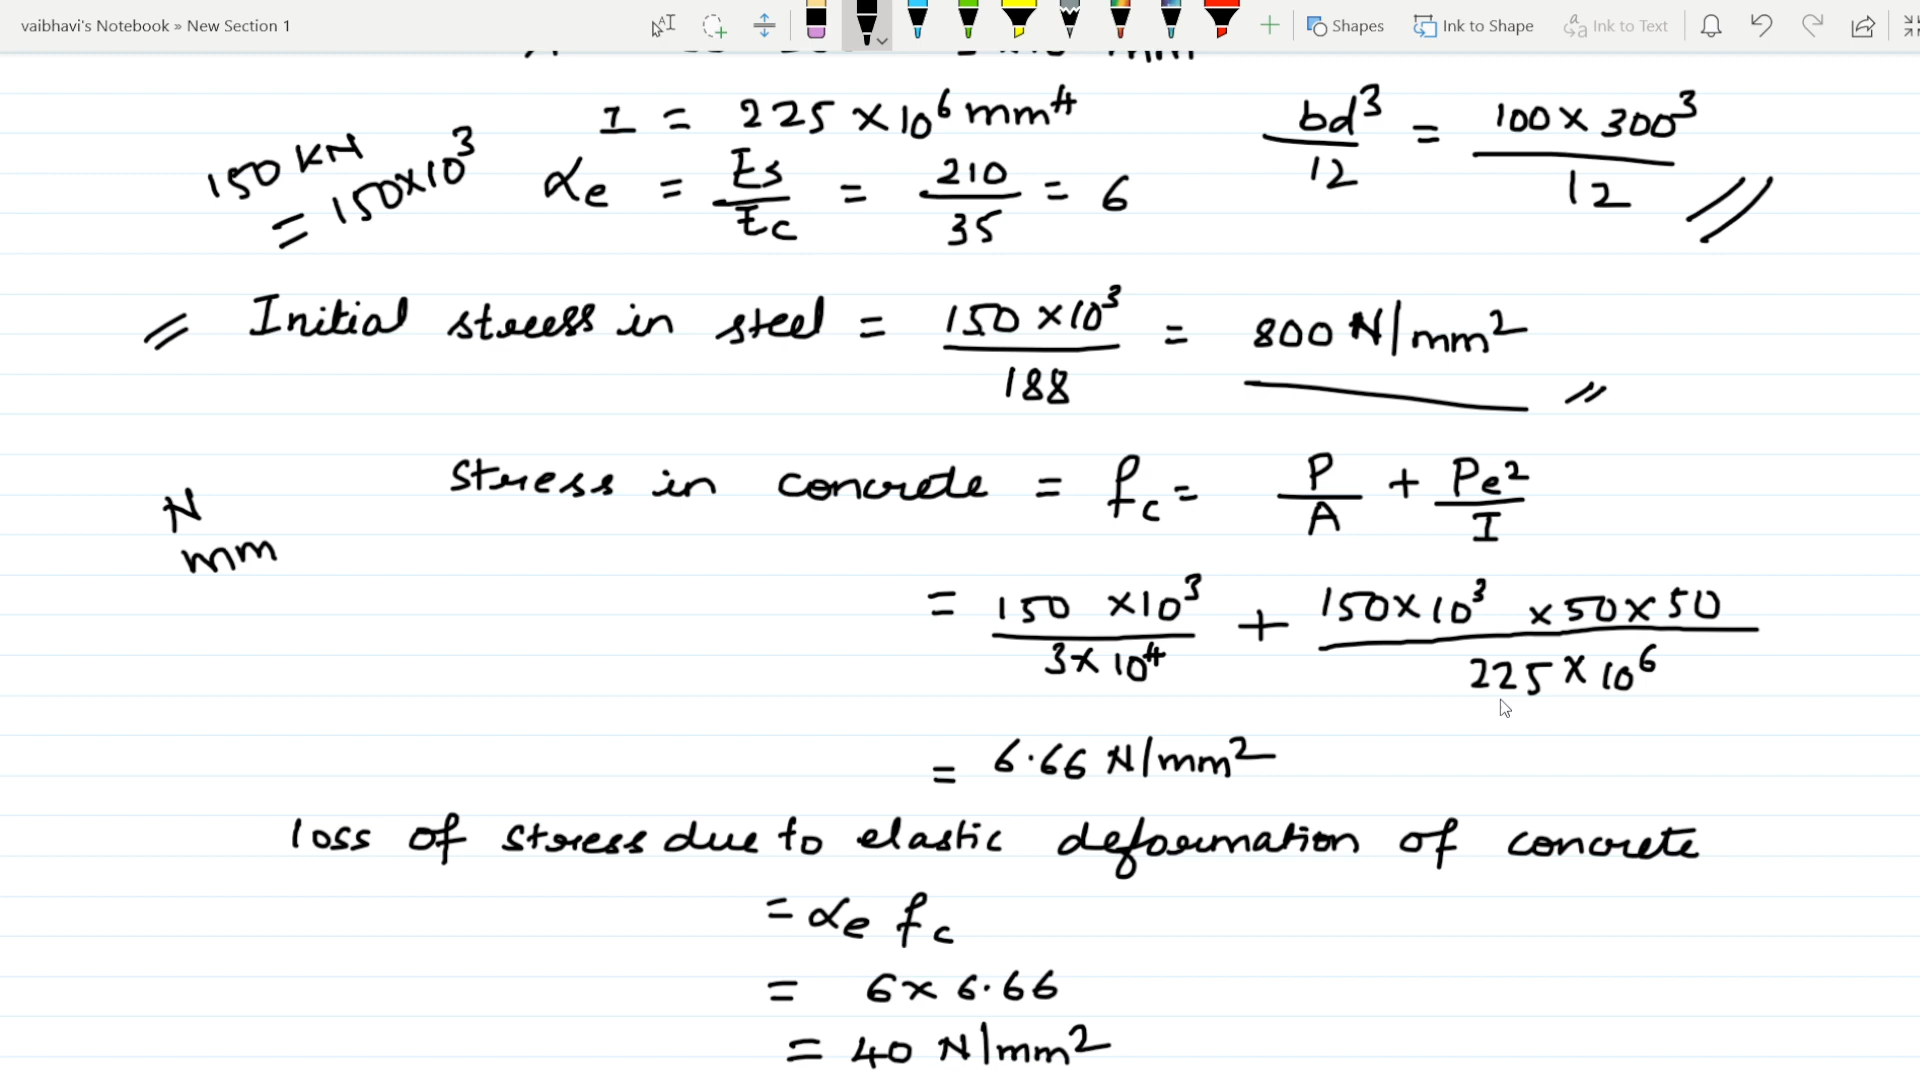 vaibhavi's Notebook » New Section 1
Shapes Ink to Shape Ink to Text
I = 225 × 10⁶ mm⁴
bd³/12 = 100 × 300³/12
150 KN
= 150×10³
αe = Es/Ec = 210/35 = 6
= Initial stress in steel = 150 ×10³/188 = 800 N/mm²
stress in concrete = fc = P/A + Pe²/I
N
mm
= 150 ×10³/3×10⁴ + 150×10³ ×50×50/225×10⁶
= 6.66 N/mm²
loss of stress due to elastic deformation of concrete
= αe fc
= 6× 6.66
= 40 N/mm²